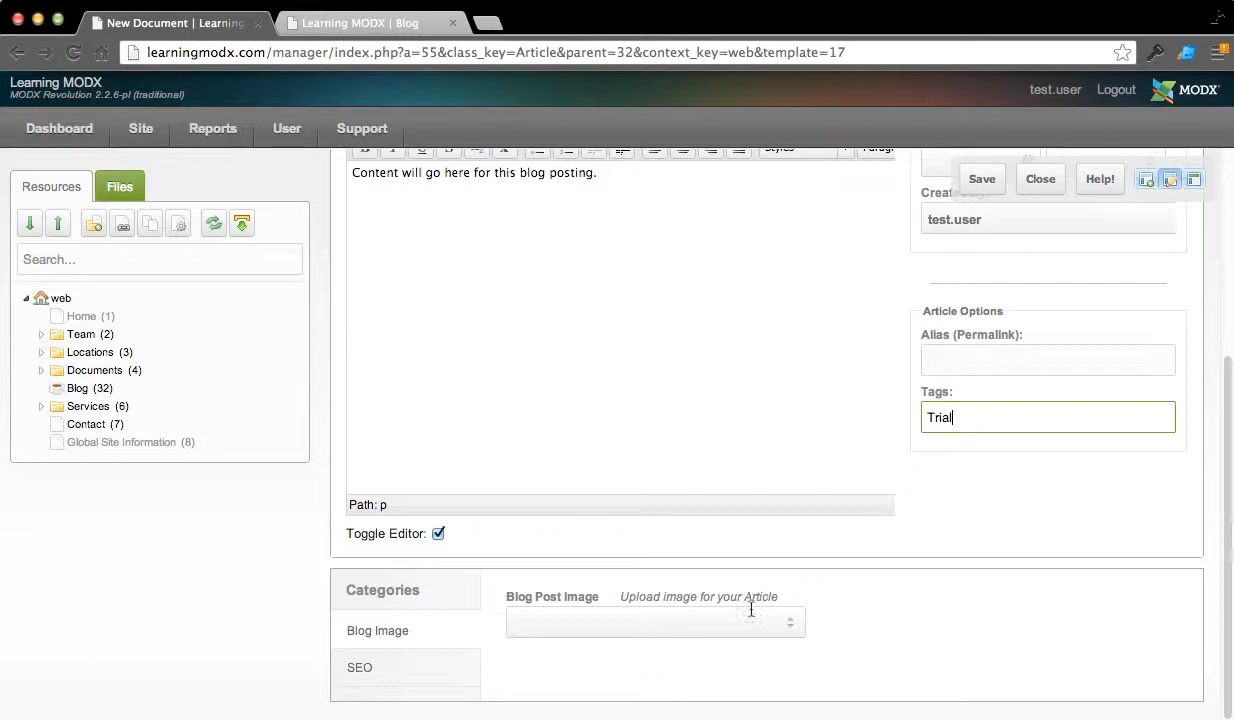 New Document | Learning
Learning MODX | Blog
learningmodx.com/manager/index.php?a=55&class_key=Article&parent=32&context_key=web&template=17
Learning MODX
MODX Revolution 2.2.6-pl (traditional)
test.user
Logout
MODX
Dashboard
Site
Reports
User
Support
Resources
Files
Search...
web
Home (1)
Team (2)
Locations (3)
Documents (4)
Blog (32)
Services (6)
Contact (7)
Global Site Information (8)
Content will go here for this blog posting.
Path: p
Toggle Editor:
Save
Close
Help!
test.user
Article Options
Alias (Permalink):
Tags:
Trial
Categories
Blog Image
SEO
Blog Post Image Upload image for your Article